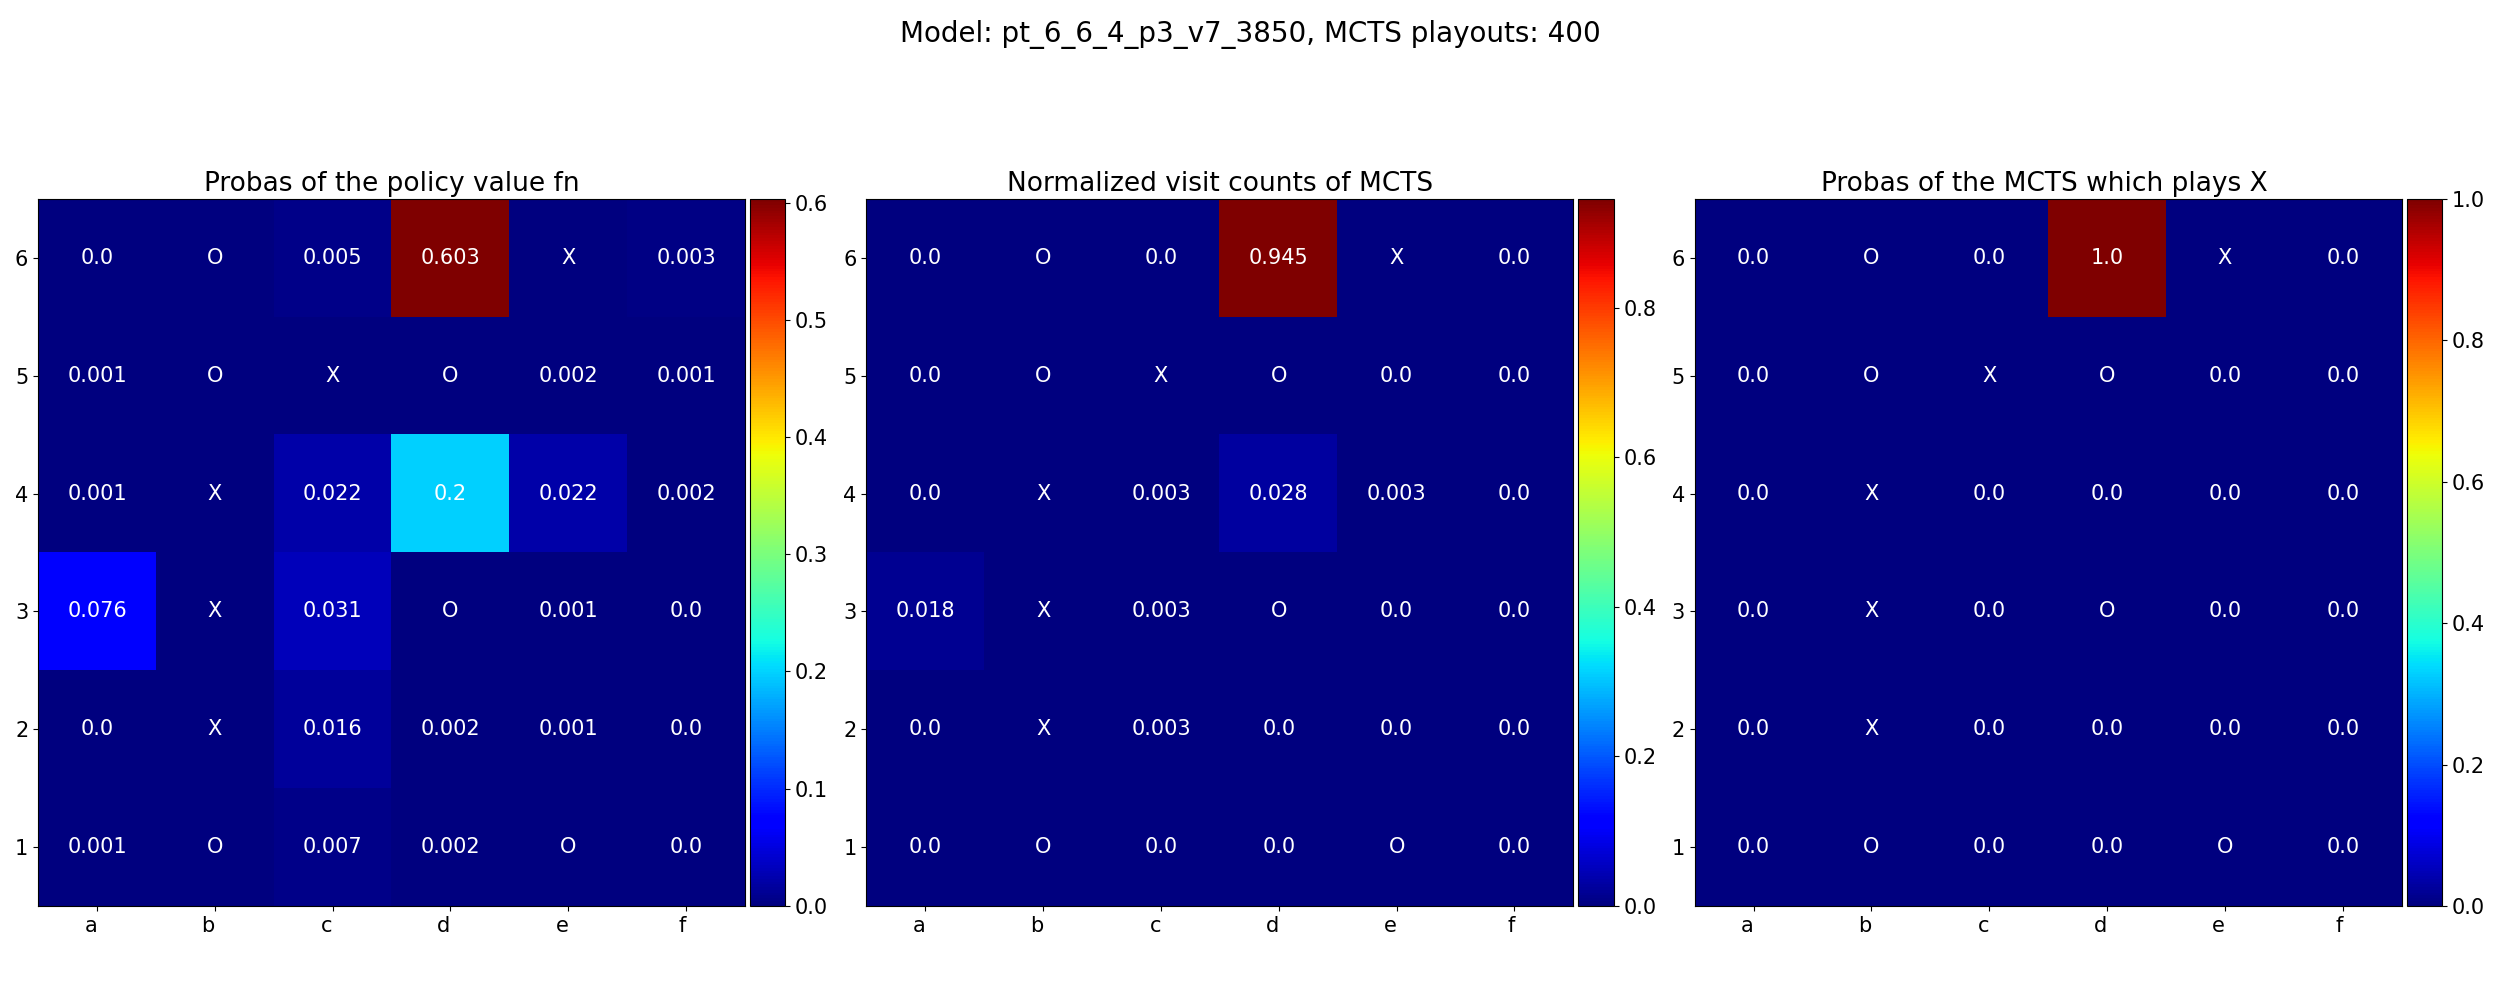 Model: pt_6_6_4_p3_v7_3850, MCTS playouts: 400
Probas of the policy value fn
6 0.0 O 0.005 0.603 X 0.003
5 0.001 O X O 0.002 0.001
4 0.001 X 0.022 0.2 0.022 0.002
3 0.076 X 0.031 O 0.001 0.0
2 0.0 X 0.016 0.002 0.001 0.0
1 0.001 O 0.007 0.002 O 0.0
a b c d e f
0.6
0.5
0.4
0.3
0.2
0.1
0.0
Normalized visit counts of MCTS
6 0.0 O 0.0 0.945 X 0.0
5 0.0 O X O 0.0 0.0
4 0.0 X 0.003 0.028 0.003 0.0
3 0.018 X 0.003 O 0.0 0.0
2 0.0 X 0.003 0.0 0.0 0.0
1 0.0 O 0.0 0.0 O 0.0
a b c d e f
0.8
0.6
0.4
0.2
0.0
Probas of the MCTS which plays X
6 0.0 O 0.0 1.0 X 0.0
5 0.0 O X O 0.0 0.0
4 0.0 X 0.0 0.0 0.0 0.0
3 0.0 X 0.0 O 0.0 0.0
2 0.0 X 0.0 0.0 0.0 0.0
1 0.0 O 0.0 0.0 O 0.0
a b c d e f
1.0
0.8
0.6
0.4
0.2
0.0